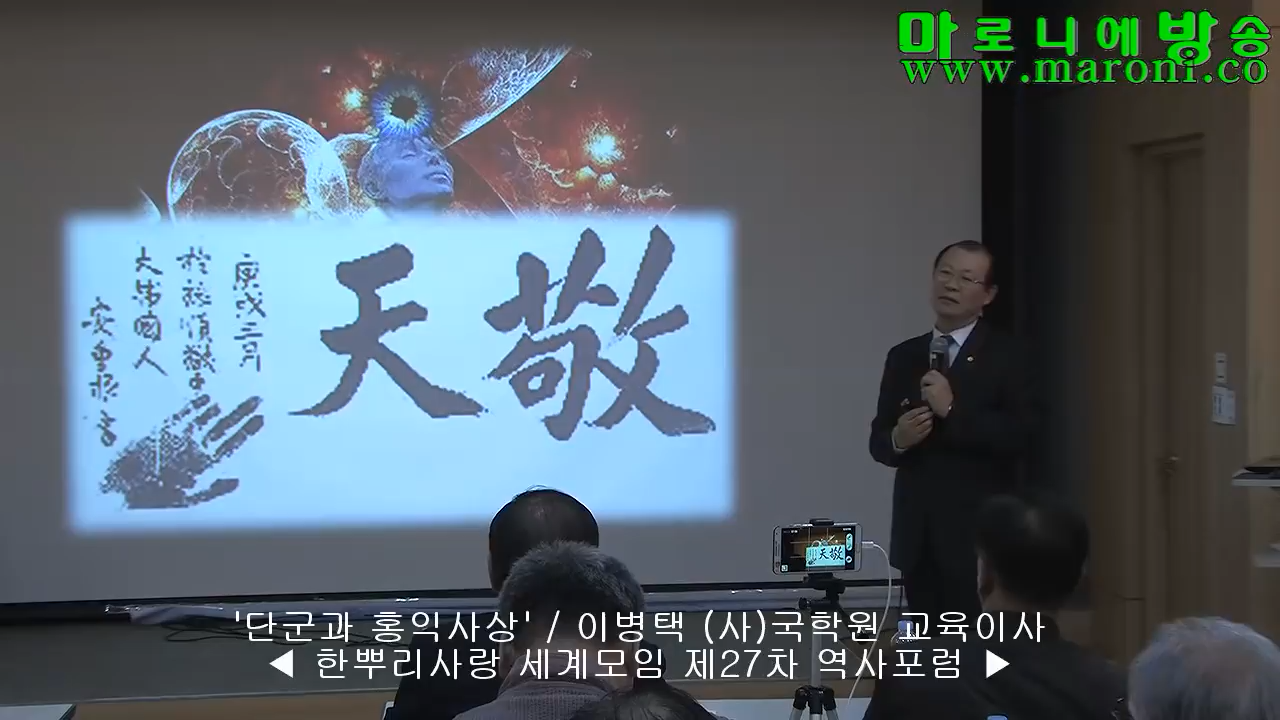 마로니에방송
www.maroni.co
敬天
庚戌三月
於旅順獄中
大韓國人
安重根書
'단군과 홍익사상' / 이병택 (사)국학원 교육이사
◀ 한뿌리사랑 세계모임 제27차 역사포럼 ▶